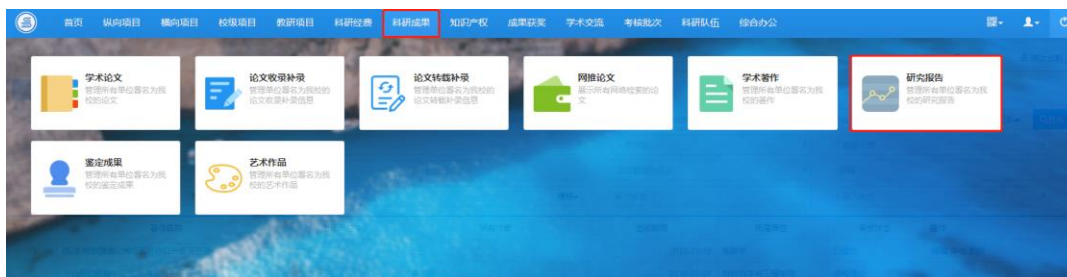 首页 纵向项目 横向项目 校级项目 教研项目 科研经费 科研成果 知识产权 成果获奖 学术交流 考核批次 科研队伍 综合办公
学术论文
管理所有单位署名为我
校的论文
论文收录补录
管理单位署名为我校的
论文收录补录信息
论文转载补录
管理单位署名为我校的
论文转载补录信息
网推论文
展示所有网络检索的论
文
学术著作
管理所有单位署名为我
校的著作
研究报告
管理所有单位署名为我
校的研究报告
鉴定成果
管理所有单位署名为我
校的鉴定成果
艺术作品
管理所有单位署名为我
校的艺术作品